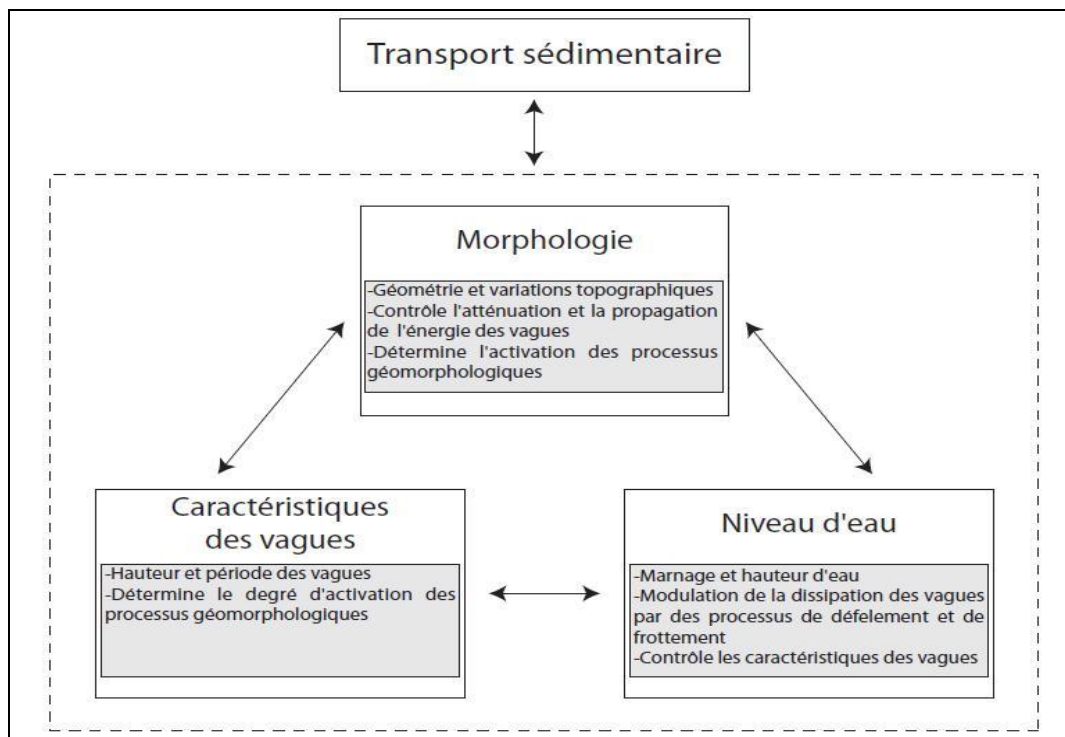 Transport sédimentaire
Morphologie
-Géométrie et variations topographiques
-Contrôle l'atténuation et la propagation
de l'énergie des vagues
-Détermine l'activation des processus
géomorphologiques
Caractéristiques
des vagues
-Hauteur et période des vagues
-Détermine le degré d'activation des
processus géomorphologiques
Niveau d'eau
-Marnage et hauteur d'eau
-Modulation de la dissipation des vagues
par des processus de défelement et de
frottement
-Contrôle les caractéristiques des vagues